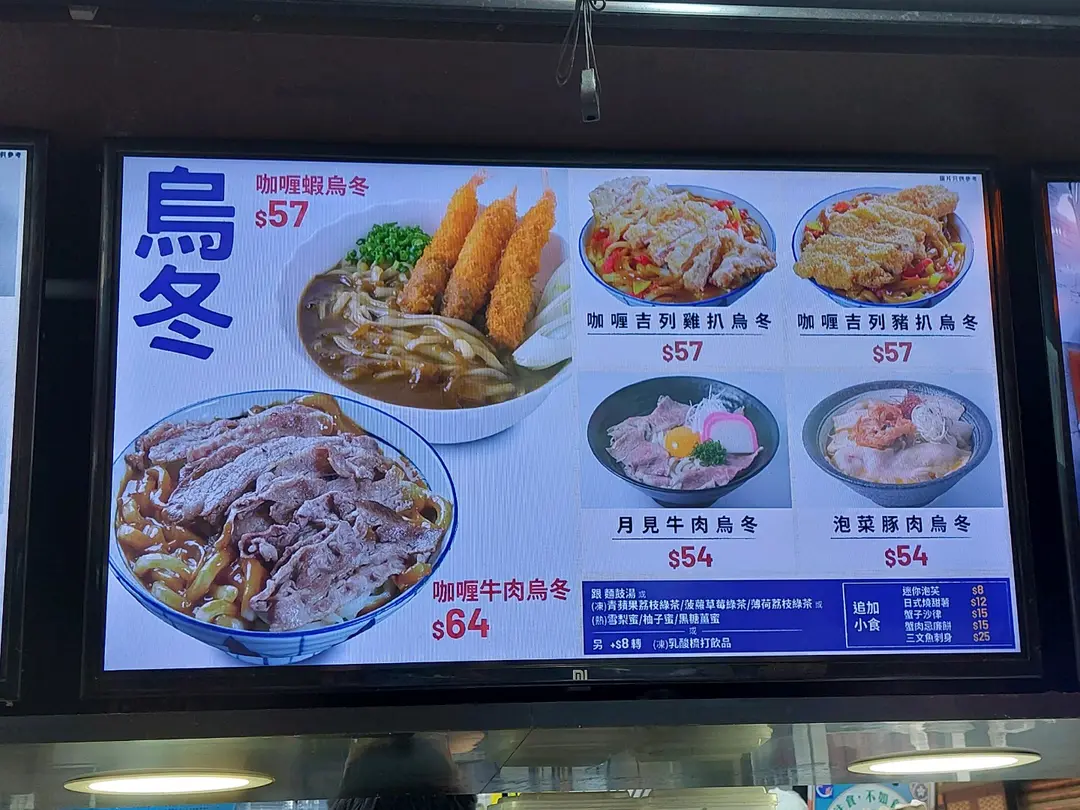 烏冬
咖喱蝦烏冬
$57
咖喱牛肉烏冬
$64
圖片只供參考
咖喱吉列雞扒烏冬
$57
咖喱吉列豬扒烏冬
$57
月見牛肉烏冬
$54
泡菜豚肉烏冬
$54
跟 麵豉湯 或
(凍)青蘋果荔枝綠茶/菠蘿草莓綠茶/薄荷荔枝綠茶 或
(熱)雪梨蜜/柚子蜜/黑糖薑蜜
或
另 +$8 轉 (凍)乳酸梳打飲品
追加
小食
迷你泡芙 $8
日式燒甜薯 $12
蟹子沙律 $15
蟹肉忌廉餅 $15
三文魚刺身 $25